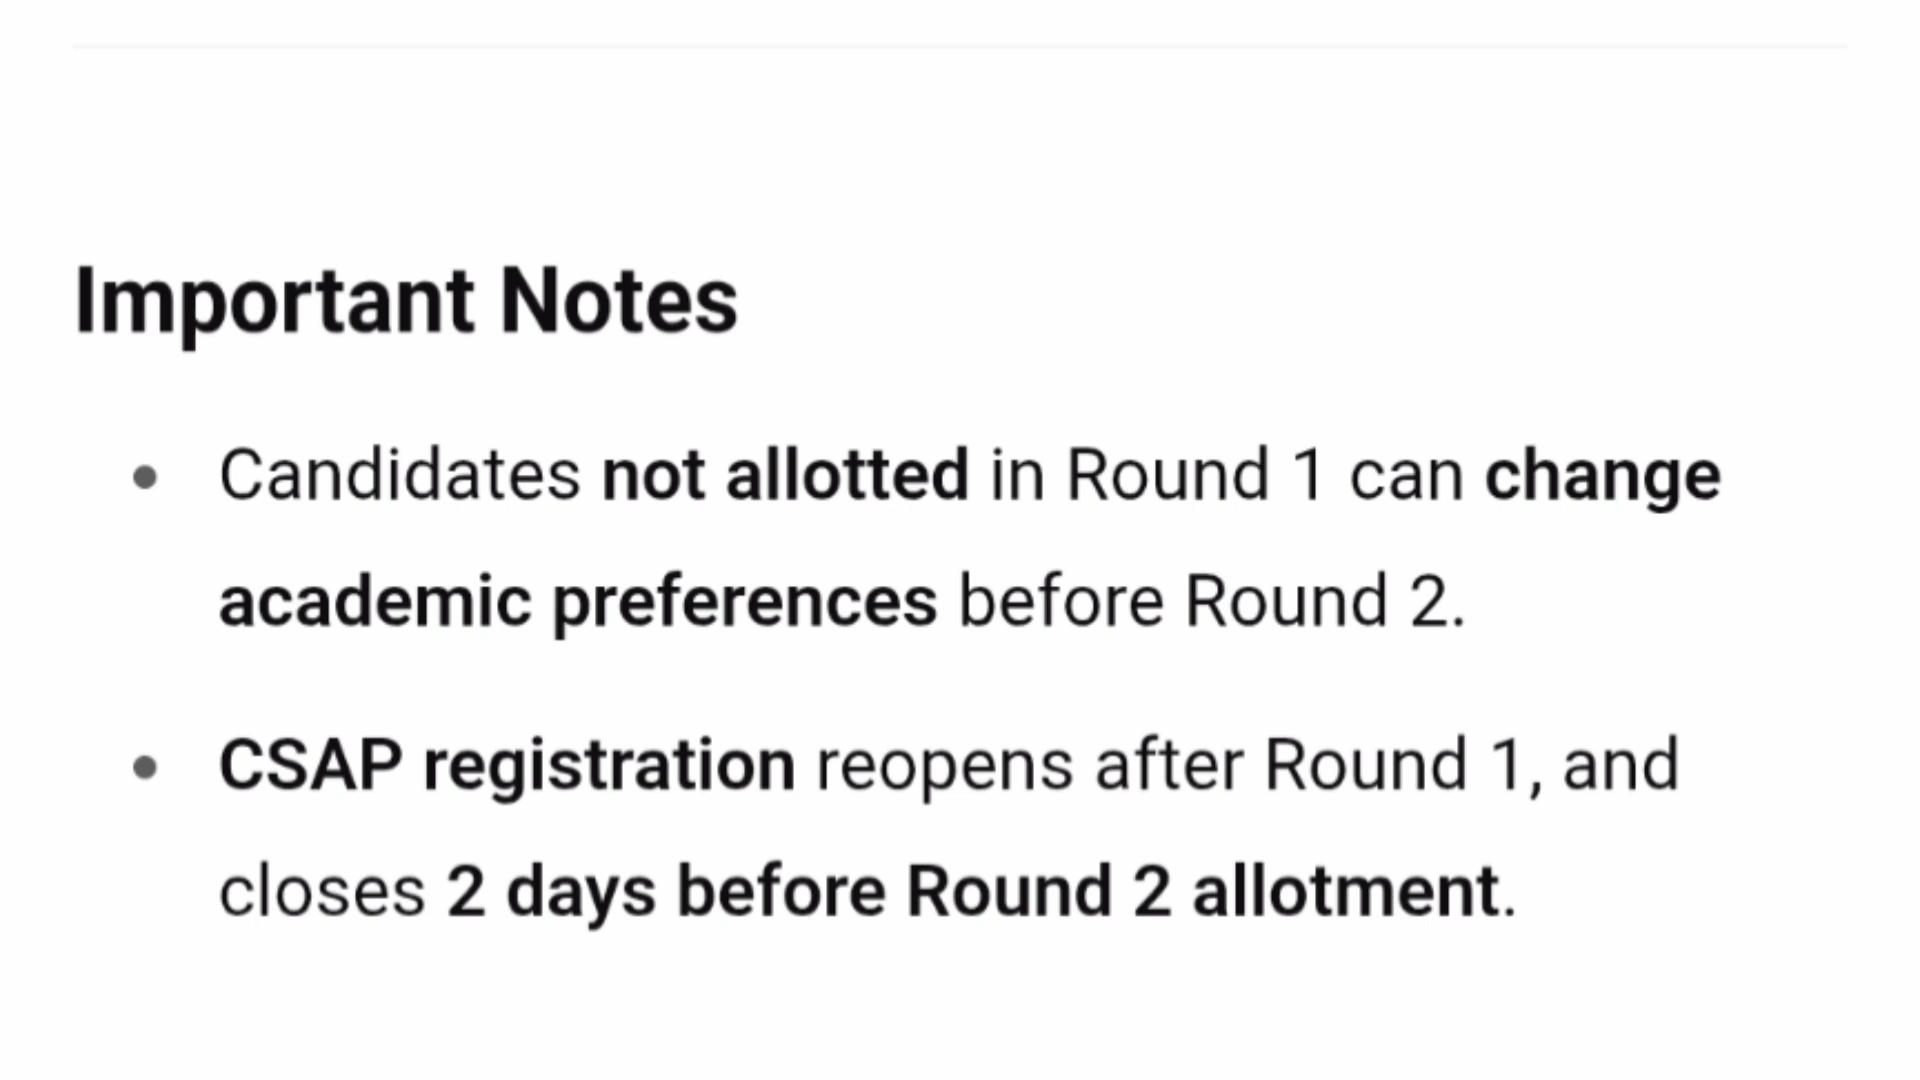 Important Notes
Candidates not allotted in Round 1 can change
academic preferences before Round 2.
CSAP registration reopens after Round 1, and
closes 2 days before Round 2 allotment.